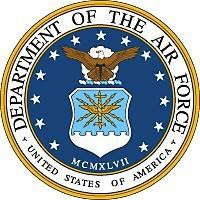 DEPARTMENT OF THE AIR FORCE
MCMXLVII
UNITED STATES OF AMERICA